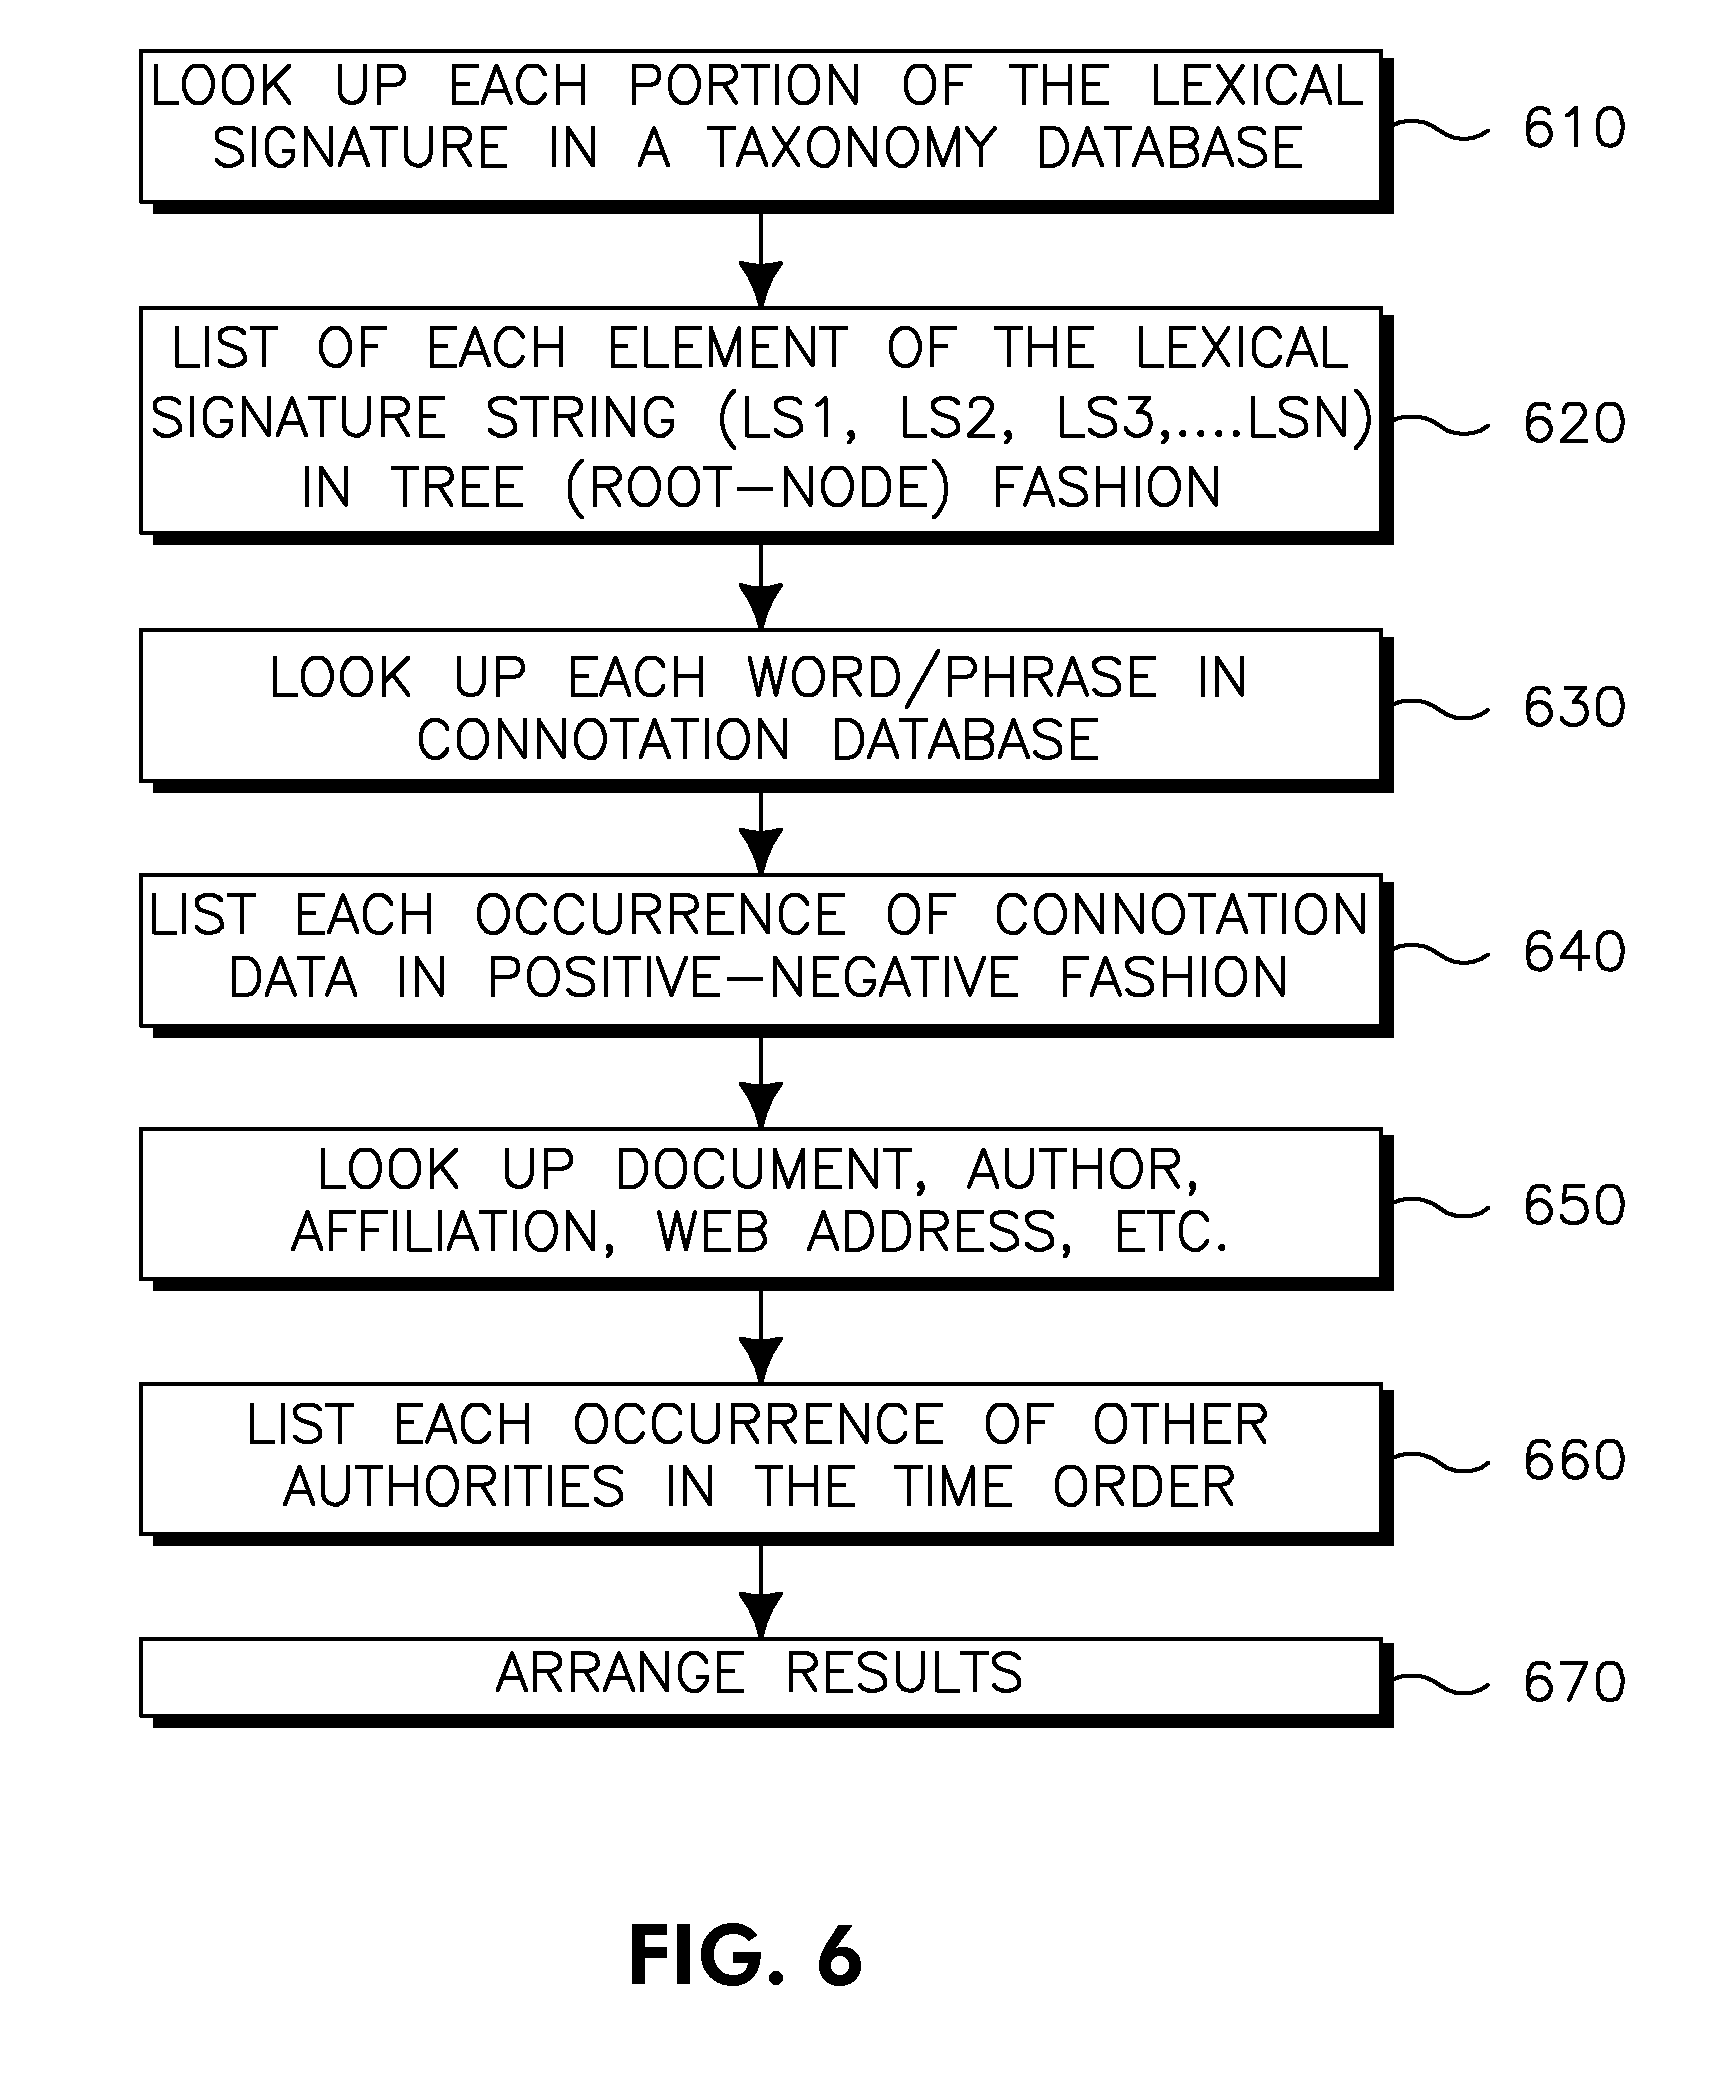 LOOK UP EACH PORTION OF THE LEXICAL
SIGNATURE IN A TAXONOMY DATABASE
610
LIST OF EACH ELEMENT OF THE LEXICAL
SIGNATURE STRING (LS1, LS2, LS3,....LSN)
IN TREE (ROOT-NODE) FASHION
620
LOOK UP EACH WORD/PHRASE IN
CONNOTATION DATABASE
630
LIST EACH OCCURRENCE OF CONNOTATION
DATA IN POSITIVE-NEGATIVE FASHION
640
LOOK UP DOCUMENT, AUTHOR,
AFFILIATION, WEB ADDRESS, ETC.
650
LIST EACH OCCURRENCE OF OTHER
AUTHORITIES IN THE TIME ORDER
660
ARRANGE RESULTS
670
FIG. 6